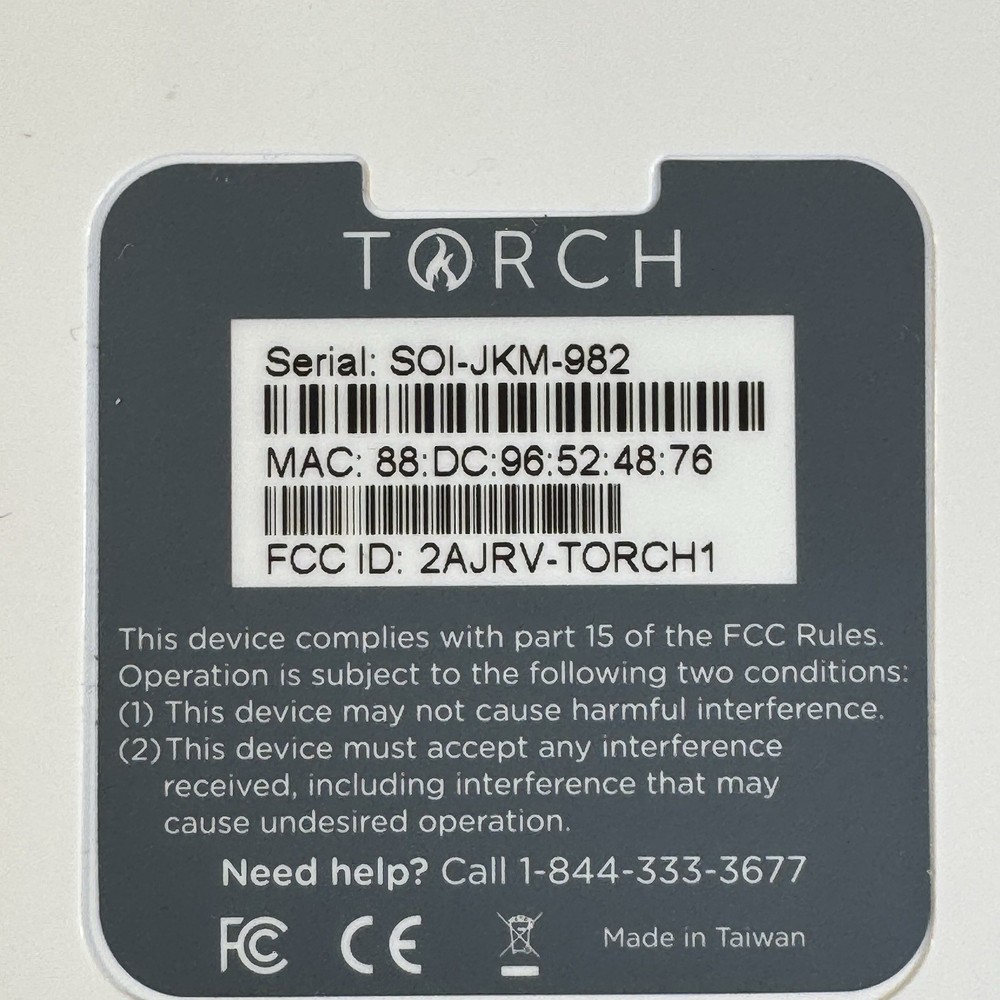 TORCH
Serial: SOI-JKM-982
MAC: 88:DC:96:52:48:76
FCC ID: 2AJRV-TORCH1
This device complies with part 15 of the FCC Rules.
Operation is subject to the following two conditions:
(1) This device may not cause harmful interference.
(2) This device must accept any interference
received, including interference that may
cause undesired operation.
Need help? Call 1-844-333-3677
FC CE Made in Taiwan